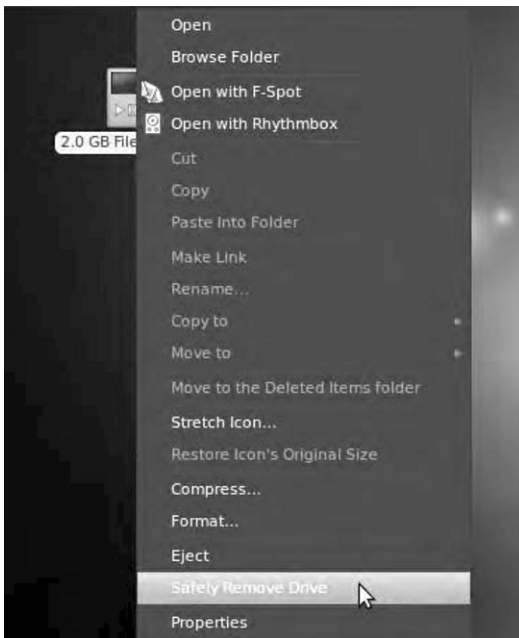 Open
Browse Folder
Open with F-Spot
Open with Rhythmbox
2.0 GB File
Cut
Copy
Paste Into Folder
Make Link
Rename...
Copy to
Move to
Move to the Deleted Items folder
Stretch Icon...
Restore Icon's Original Size
Compress...
Format...
Eject
Safely Remove Drive
Properties